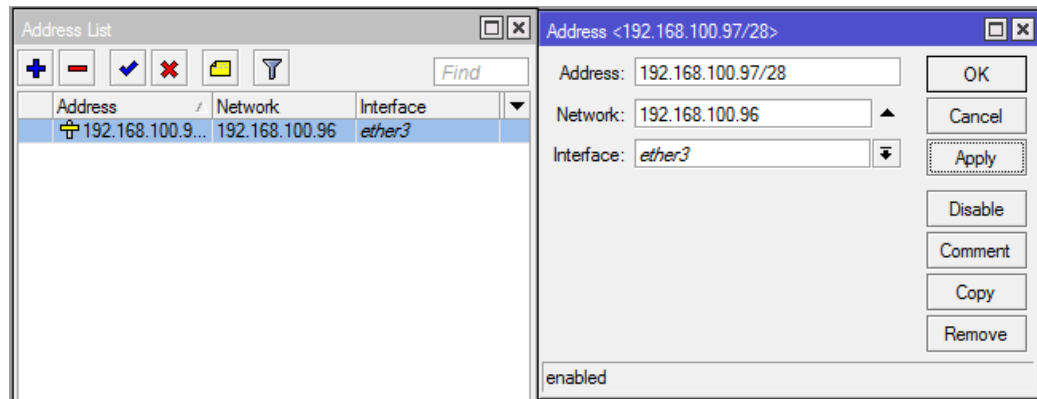 Address List
Find
Address Network Interface
192.168.100.9... 192.168.100.96 ether3
Address <192.168.100.97/28>
Address: 192.168.100.97/28
Network: 192.168.100.96
Interface: ether3
OK
Cancel
Apply
Disable
Comment
Copy
Remove
enabled